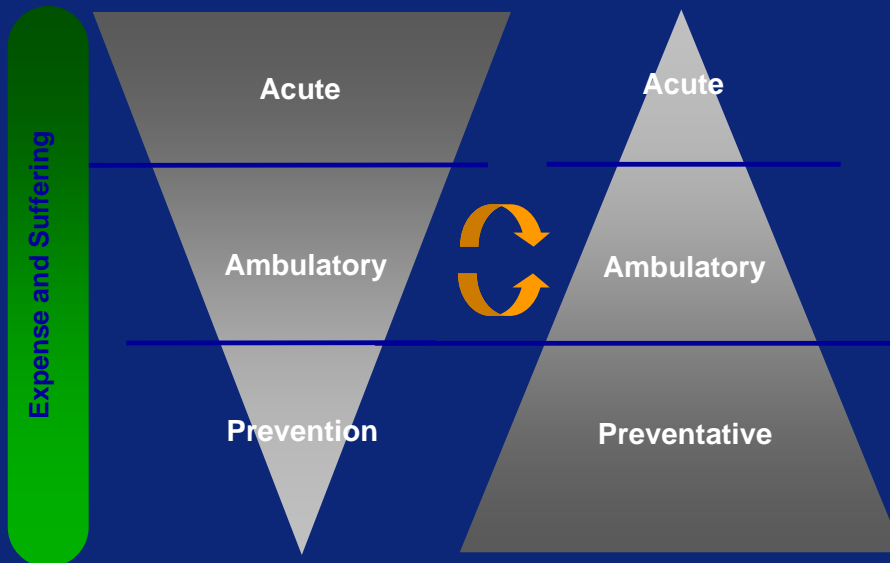 Expense and Suffering
Acute
Ambulatory
Prevention
Acute
Ambulatory
Preventative